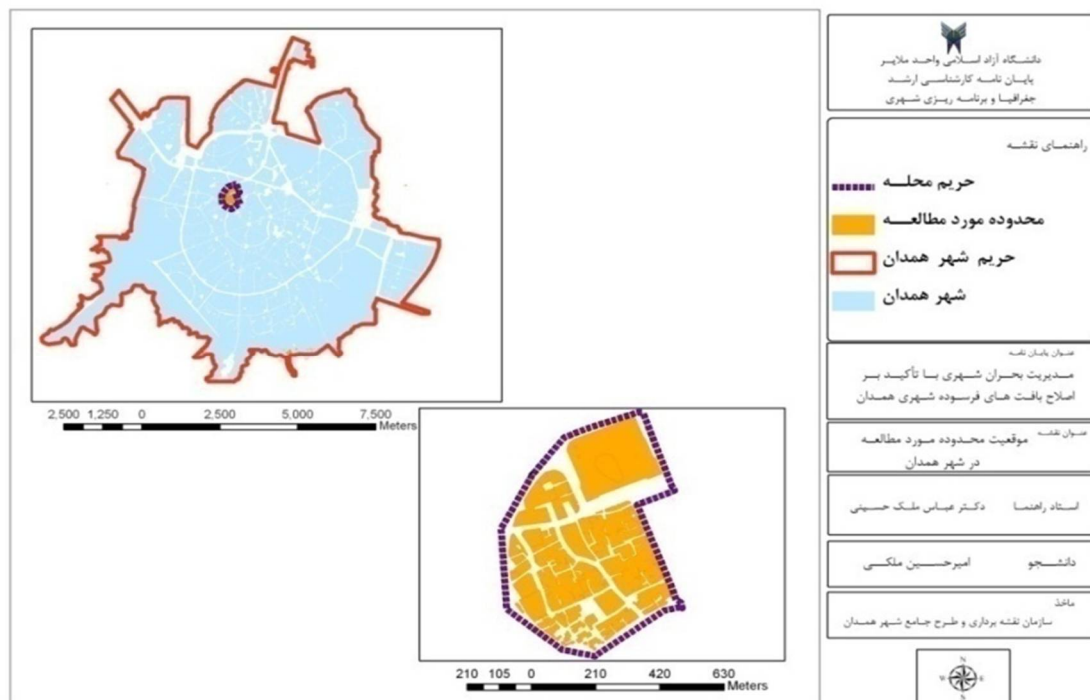 دانشگاه آزاد اسلامی واحد ملایر
پایان نامه کارشناسی ارشد
جغرافیا و برنامه ریزی شهری
راهنمای نقشه
حریم محله
محدوده مورد مطالعه
حریم شهر همدان
شهر همدان
عنوان پایان نامه
مدیریت بحران شهری با تأکید بر
اصلاح بافت های فرسوده شهری همدان
عنوان نقشه موقعیت محدوده مورد مطالعه
در شهر همدان
استاد راهنما دکتر عباس ملک حسینی
دانشجو امیرحسین ملکی
ماخذ
سازمان نقشه برداری و طرح جامع شهر همدان
N
W E
S
2,500 1,250 0 2,500 5,000 7,500
Meters
210 105 0 210 420 630
Meters